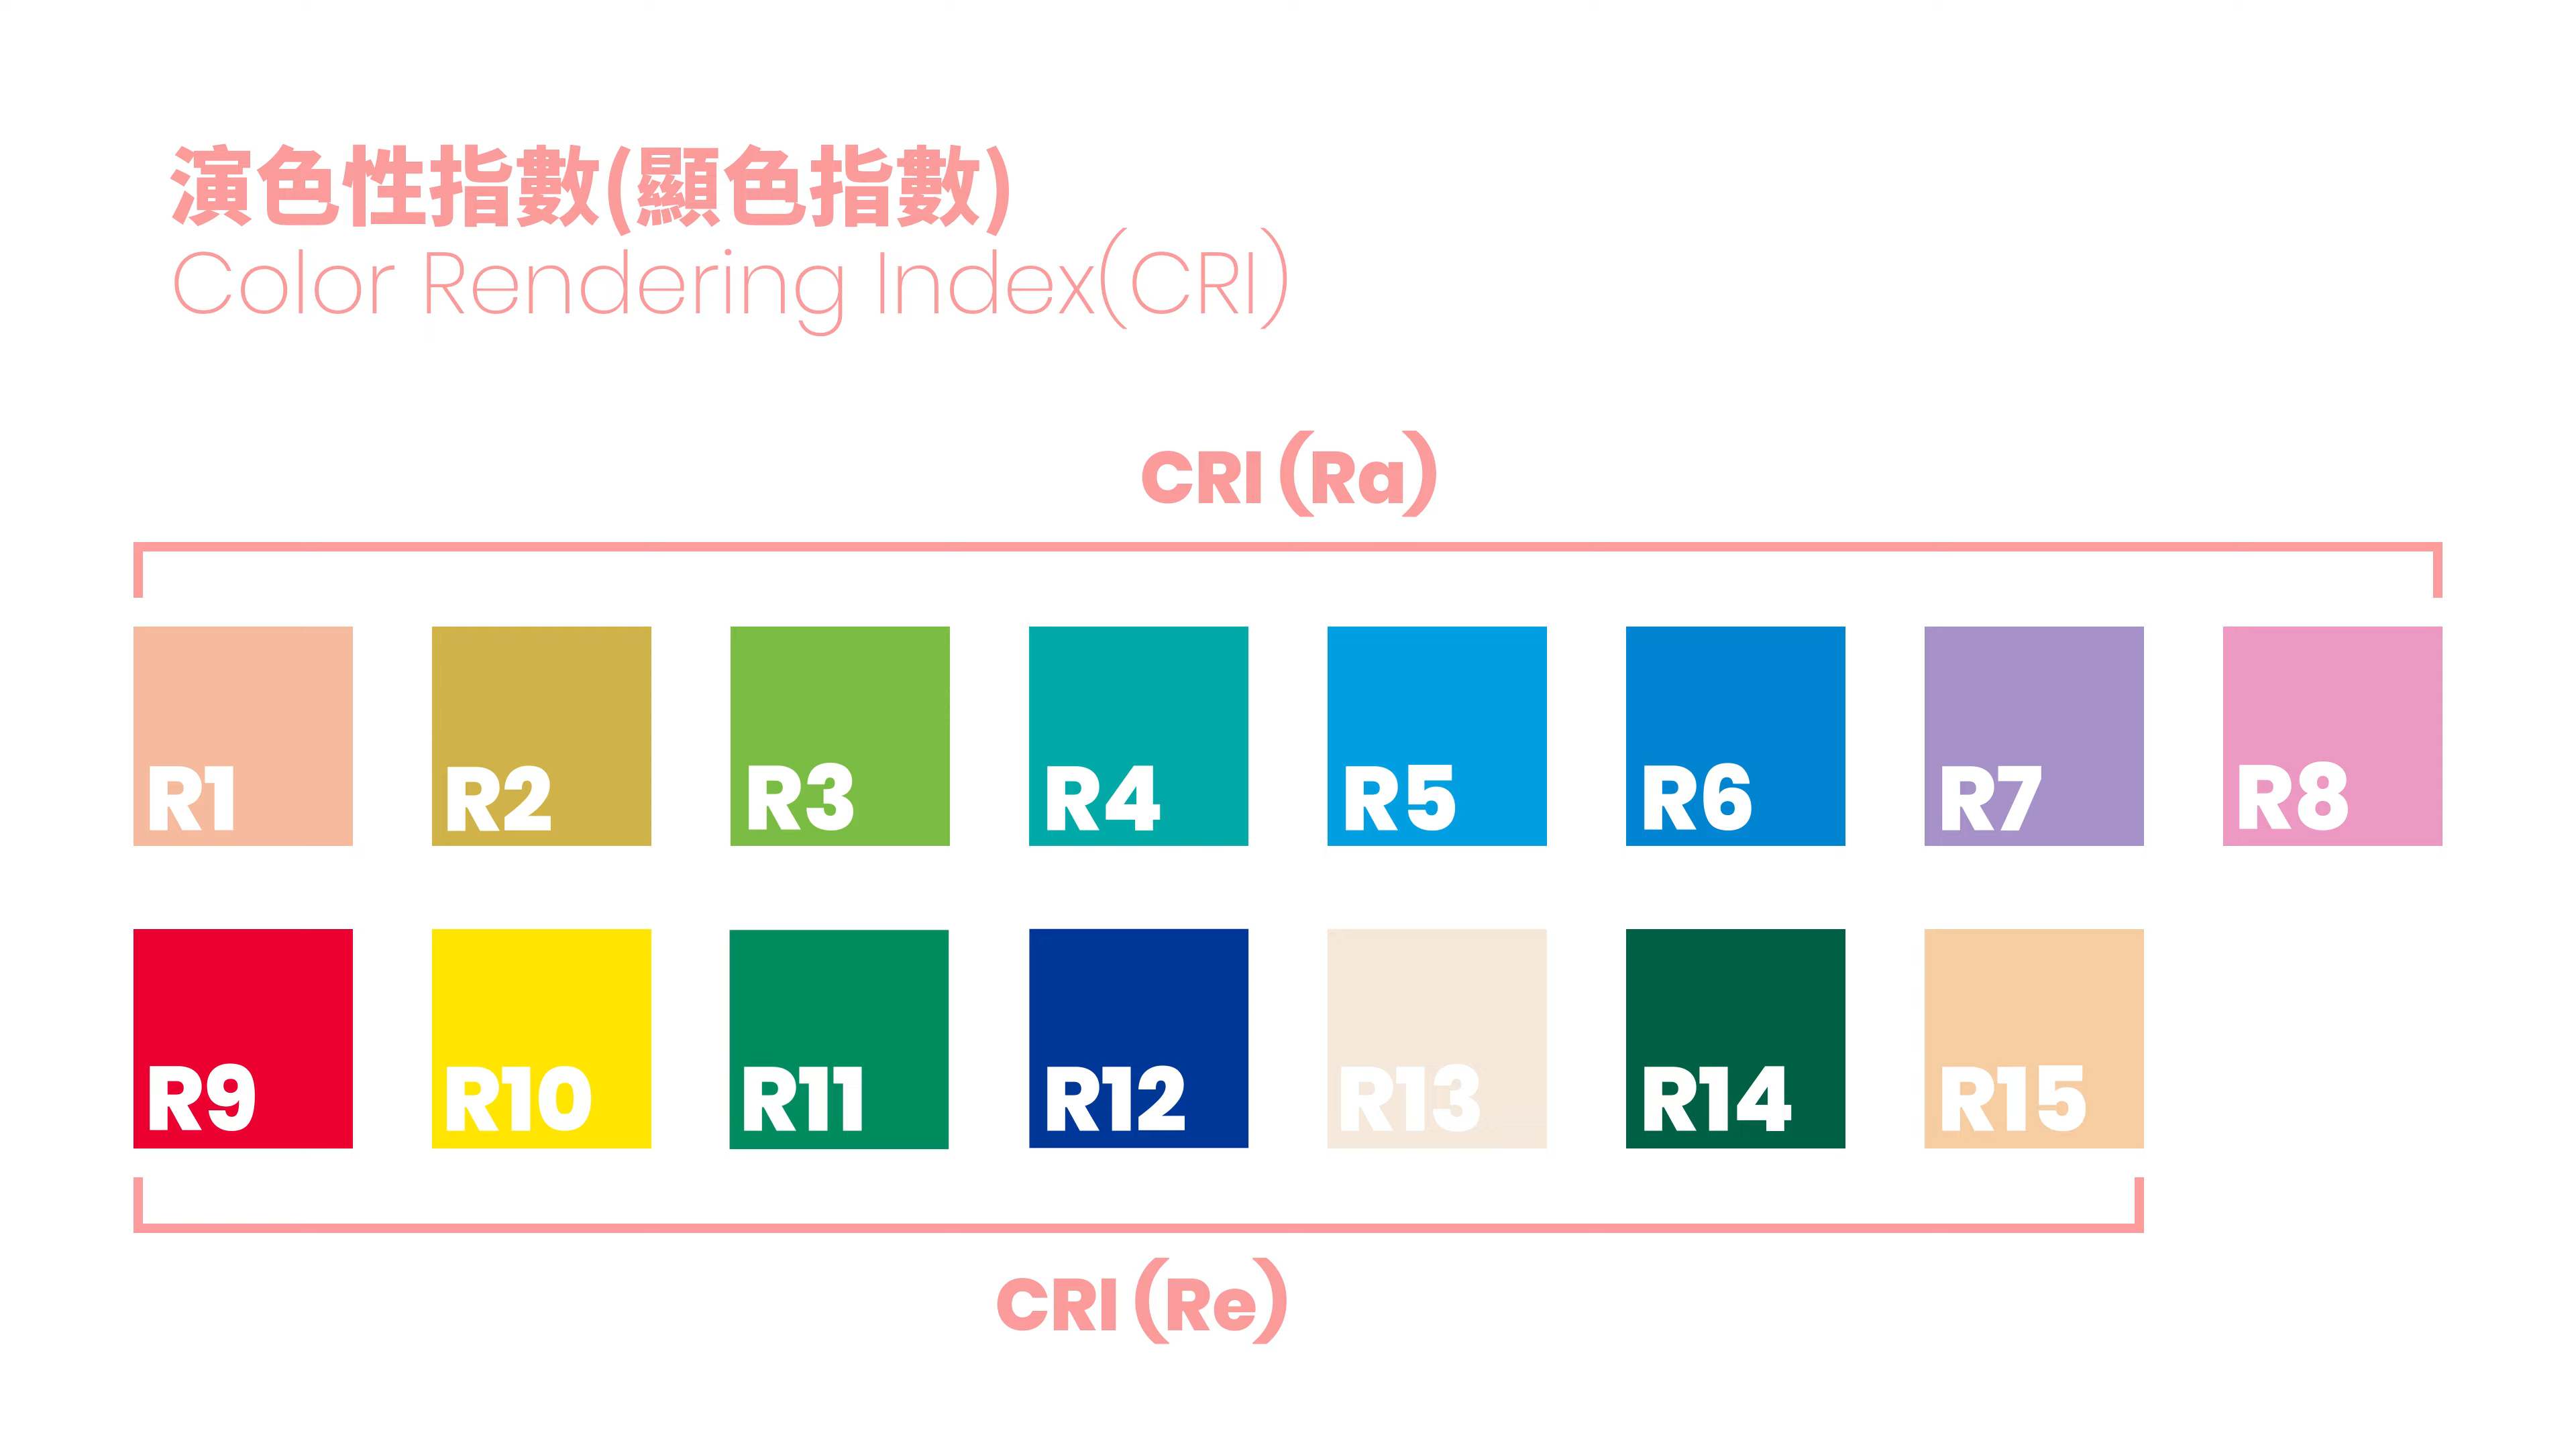 演色性指數(顯色指數)
Color Rendering Index(CRI)
CRI (Ra)
R1 R2 R3 R4 R5 R6 R7 R8
R9 R10 R11 R12 R13 R14 R15
CRI (Re)